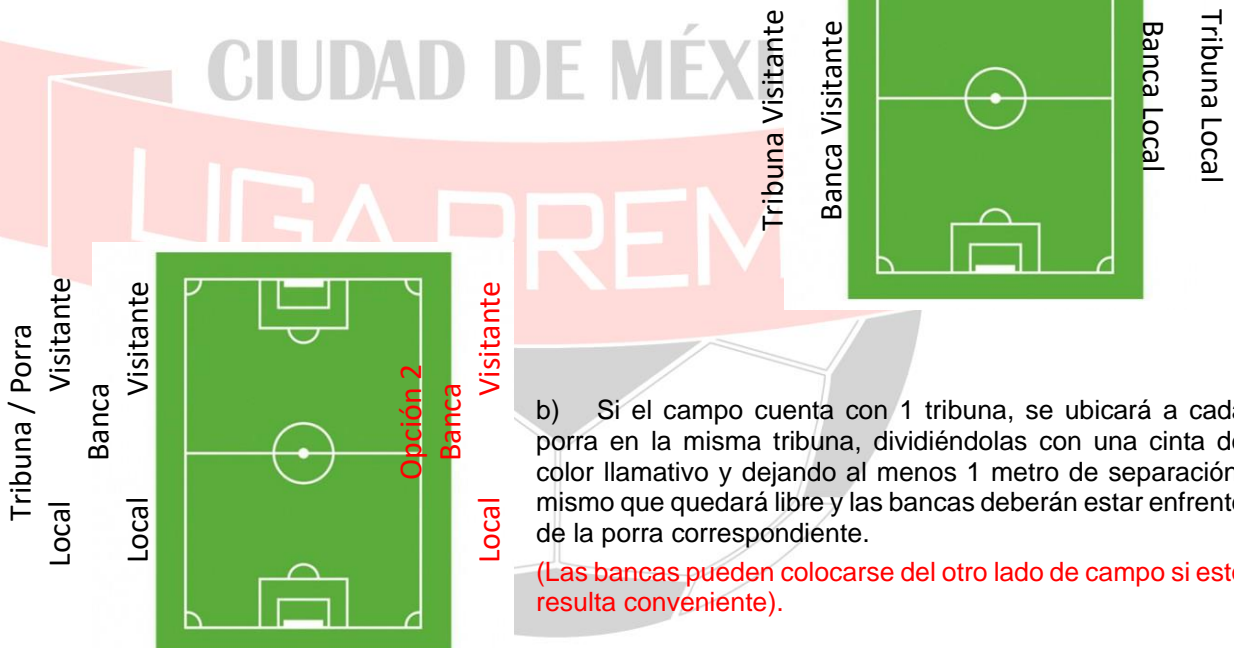 CIUDAD DE MÉXI
LIGA PREM
Tribuna Visitante
Banca Visitante
Banca Local
Tribuna Local
Tribuna / Porra
Visitante
Local
Banca
Visitante
Local
Opción 2
Banca
Visitante
Local
b) Si el campo cuenta con 1 tribuna, se ubicará a cada
porra en la misma tribuna, dividiéndolas con una cinta de
color llamativo y dejando al menos 1 metro de separación
mismo que quedará libre y las bancas deberán estar enfrente
de la porra correspondiente.
(Las bancas pueden colocarse del otro lado de campo si esto
resulta conveniente).